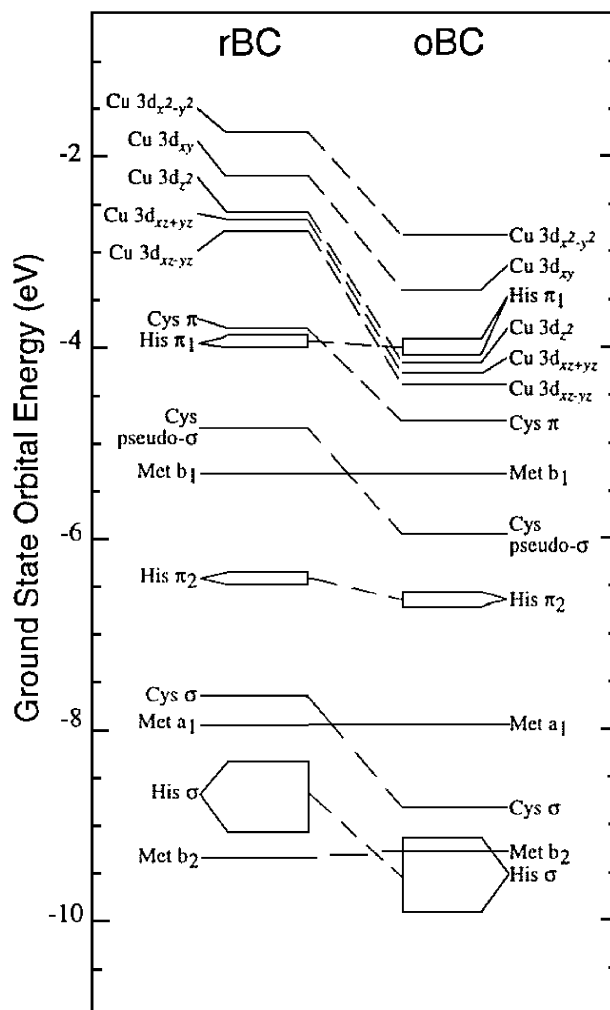 rBC
oBC
Ground State Orbital Energy (eV)
-2
-4
-6
-8
-10
Cu 3dx²-y²
Cu 3dxy
Cu 3dz²
Cu 3dxz+yz
Cu 3dxz-yz
Cys π
His π1
Cys
pseudo-σ
Met b1
His π2
Cys σ
Met a1
His σ
Met b2
Cu 3dx²-y²
Cu 3dxy
His π1
Cu 3dz²
Cu 3dxz+yz
Cu 3dxz-yz
Cys π
Met b1
Cys
pseudo-σ
His π2
Met a1
Cys σ
Met b2
His σ